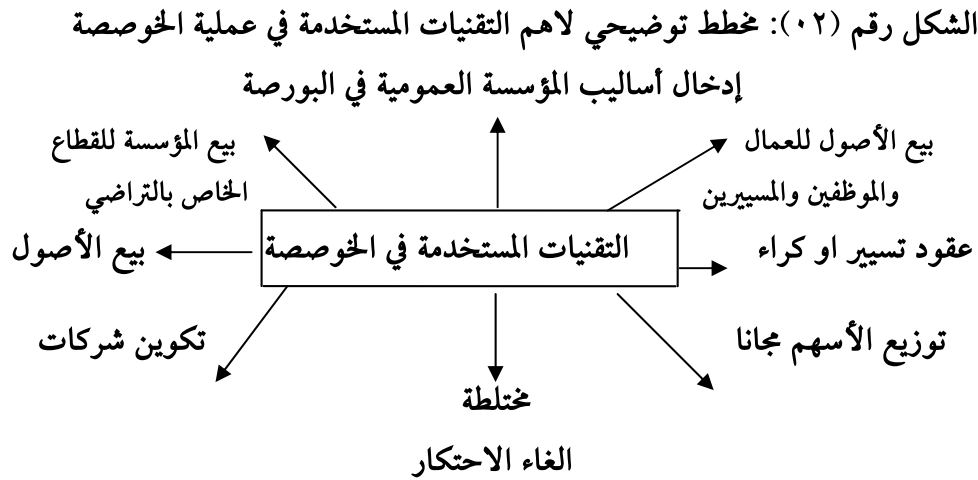 الشكل رقم (٠٢): مخطط توضيحي لاهم التقنيات المستخدمة في عملية الخوصصة
إدخال أساليب المؤسسة العمومية في البورصة
بيع الأصول للعمال
والموظفين والمسييرين
بيع المؤسسة للقطاع
الخاص بالتراضي
عقود تسيير او كراء
التقنيات المستخدمة في الخوصصة
بيع الأصول
توزيع الأسهم مجانا
تكوين شركات
مختلطة
الغاء الاحتكار